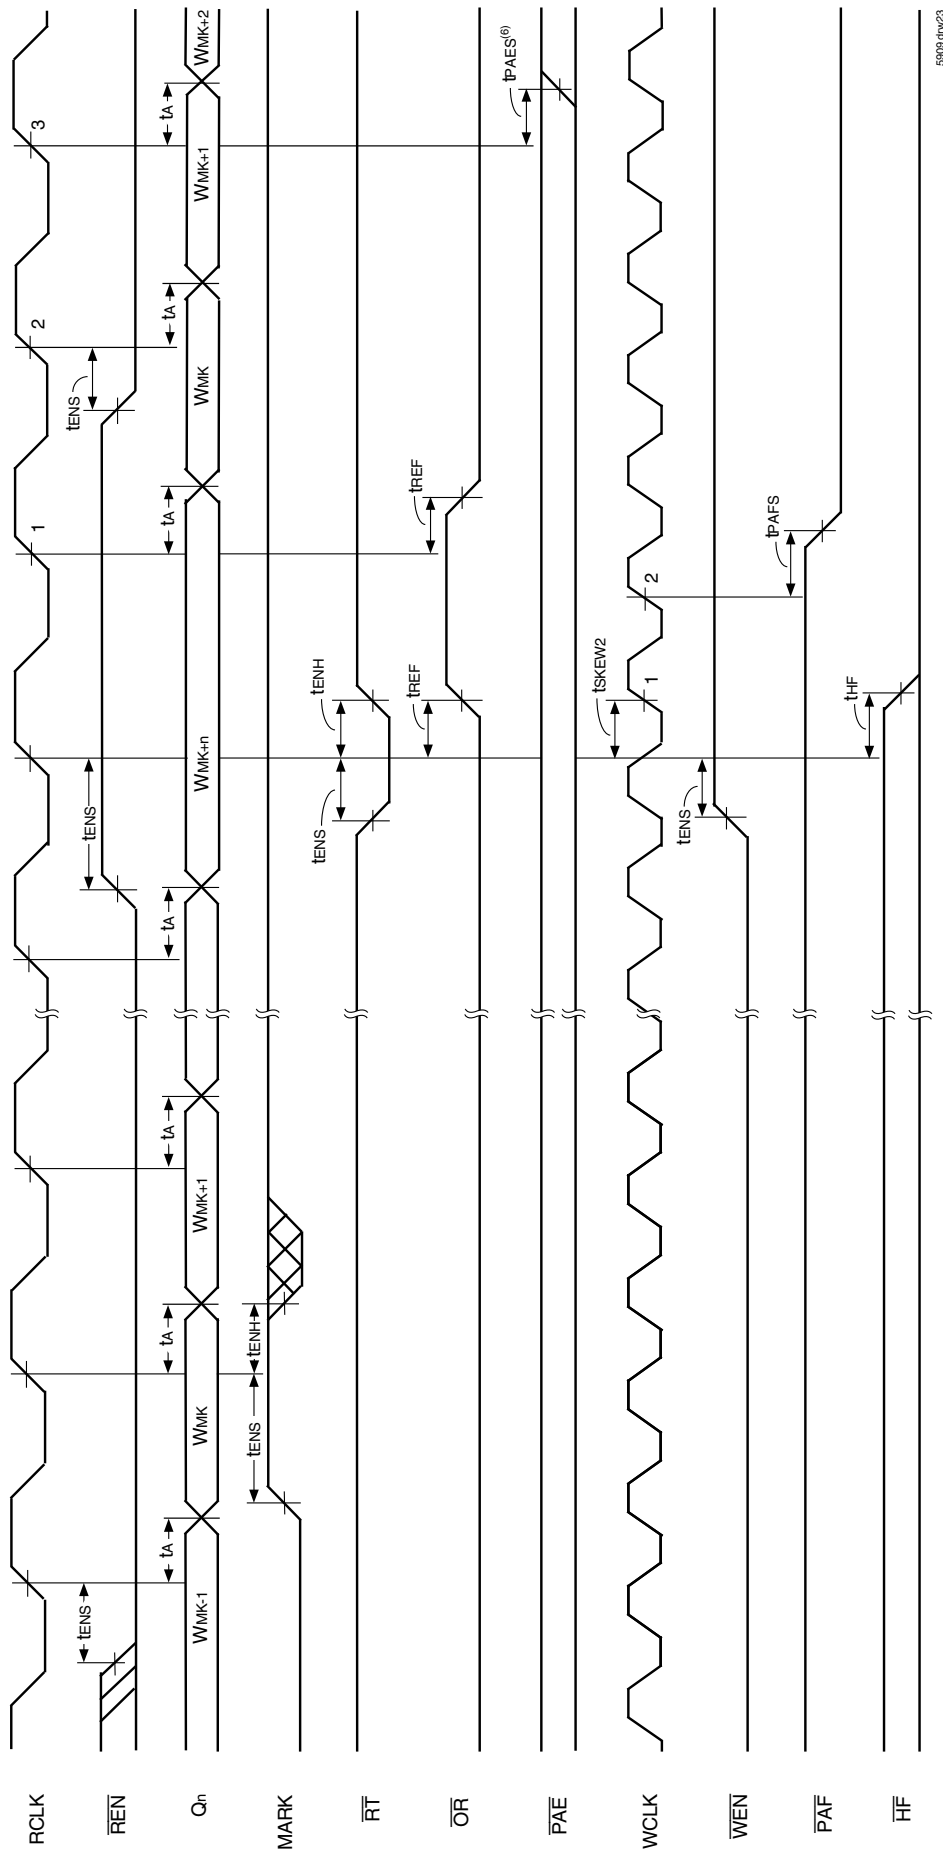 RCLK
1
2
3
REN
tENS
tENS
tENS
Qn
WMK-1
tA
WMK
tA
WMK+1
tA
tA
WMK+n
tA
WMK
tA
WMK+1
tA
WMK+2
MARK
tENS
tENH
RT
tENS
tENH
OR
tREF
tREF
PAE
tPAES(6)
WCLK
tSKEW2
1
2
WEN
tENS
PAF
tPAFS
HF
tHF
5909 drw23